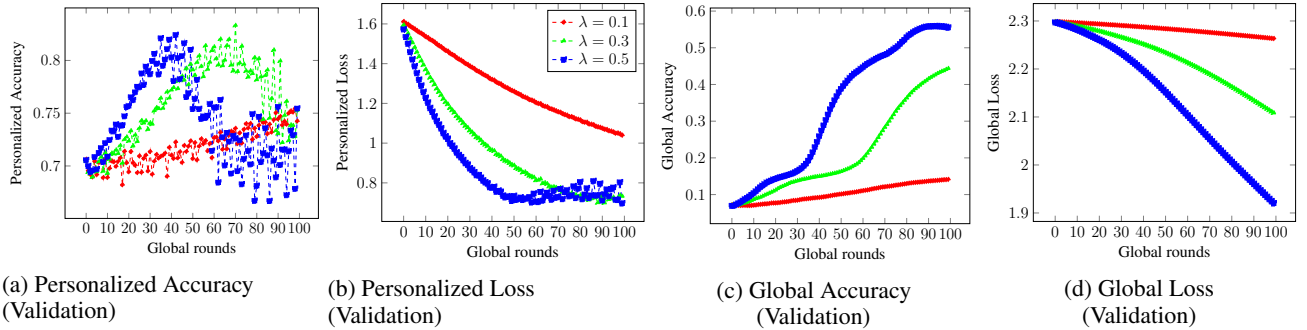 0.8
0.75
0.7
Personalized Accuracy
0 10 20 30 40 50 60 70 80 90 100
Global rounds
(a) Personalized Accuracy
(Validation)
1.6
1.4
1.2
1
0.8
Personalized Loss
λ = 0.1
λ = 0.3
λ = 0.5
0 10 20 30 40 50 60 70 80 90 100
Global rounds
(b) Personalized Loss
(Validation)
0.6
0.5
0.4
0.3
0.2
0.1
Global Accuracy
0 10 20 30 40 50 60 70 80 90 100
Global rounds
(c) Global Accuracy
(Validation)
2.3
2.2
2.1
2
1.9
Global Loss
0 10 20 30 40 50 60 70 80 90 100
Global rounds
(d) Global Loss
(Validation)